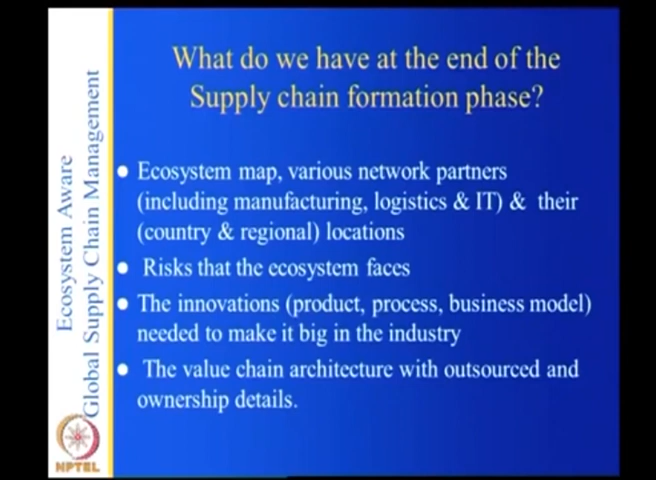 What do we have at the end of the
Supply chain formation phase?
Ecosystem map, various network partners
(including manufacturing, logistics & IT) & their
(country & regional) locations
Risks that the ecosystem faces
The innovations (product, process, business model)
needed to make it big in the industry
The value chain architecture with outsourced and
ownership details.
Ecosystem Aware
Global Supply Chain Management
NPTEL